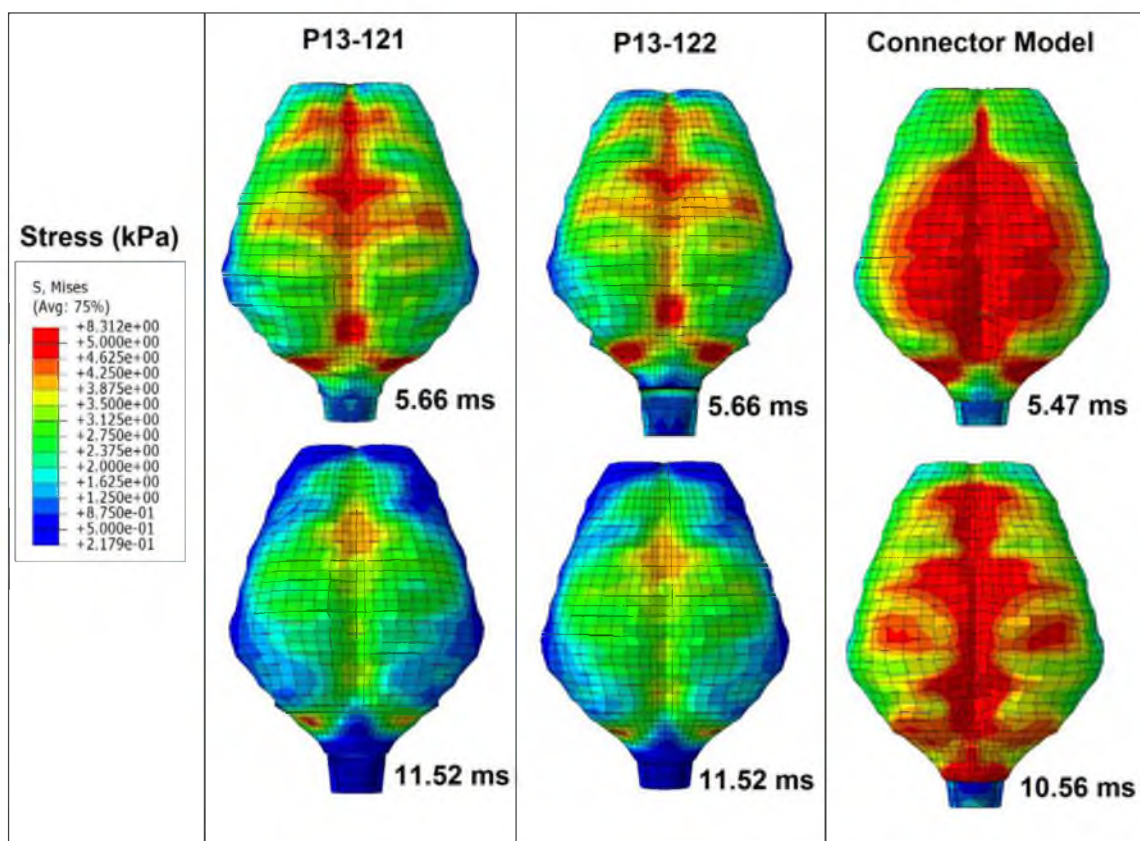 P13-121
P13-122
Connector Model
Stress (kPa)
S, Mises
(Avg: 75%)
+8.312e+00
+5.000e+00
+4.625e+00
+4.250e+00
+3.875e+00
+3.500e+00
+3.125e+00
+2.750e+00
+2.375e+00
+2.000e+00
+1.625e+00
+1.250e+00
+8.750e-01
+5.000e-01
+2.179e-01
5.66 ms
5.66 ms
5.47 ms
11.52 ms
11.52 ms
10.56 ms